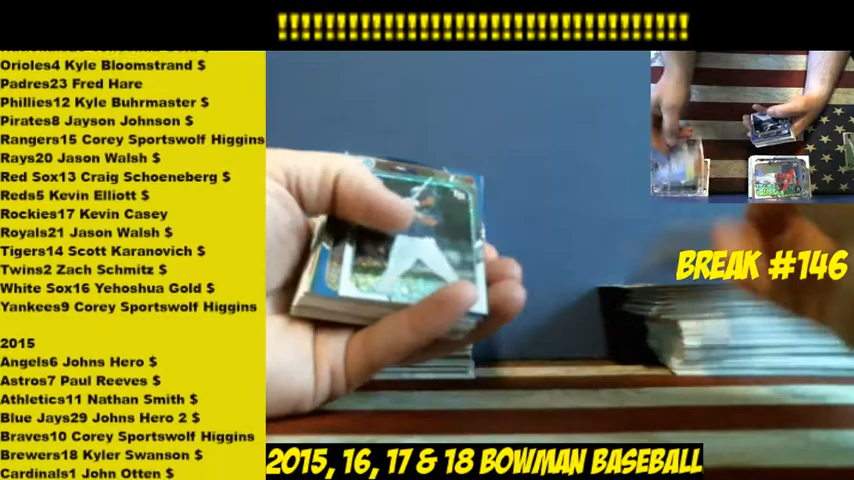 !!!!!!!!!!!!!!!!!!!!!!!!!!!!!!!!!!
Orioles4 Kyle Bloomstrand $
Padres23 Fred Hare
Phillies12 Kyle Buhrmaster $
Pirates8 Jayson Johnson $
Rangers15 Corey Sportswolf Higgins
Rays20 Jason Walsh $
Red Sox13 Craig Schoeneberg $
Reds5 Kevin Elliott $
Rockies17 Kevin Casey
Royals21 Jason Walsh $
Tigers14 Scott Karanovich $
Twins2 Zach Schmitz $
White Sox16 Yehoshua Gold $
Yankees9 Corey Sportswolf Higgins
2015
Angels6 Johns Hero $
Astros7 Paul Reeves $
Athletics11 Nathan Smith $
Blue Jays29 Johns Hero 2 $
Braves10 Corey Sportswolf Higgins
Brewers18 Kyler Swanson $
Cardinals1 John Otten $
BREAK #146
2015, 16, 17 & 18 BOWMAN BASEBALL